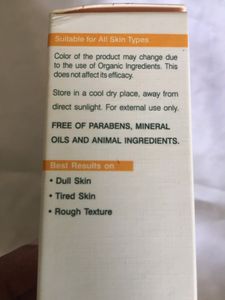 Suitable for All Skin Types
Color of the product may change due
to the use of Organic Ingredients. This
does not affect its efficacy.
Store in a cool dry place, away from
direct sunlight. For external use only.
FREE OF PARABENS, MINERAL
OILS AND ANIMAL INGREDIENTS.
Best Results on
• Dull Skin
• Tired Skin
• Rough Texture